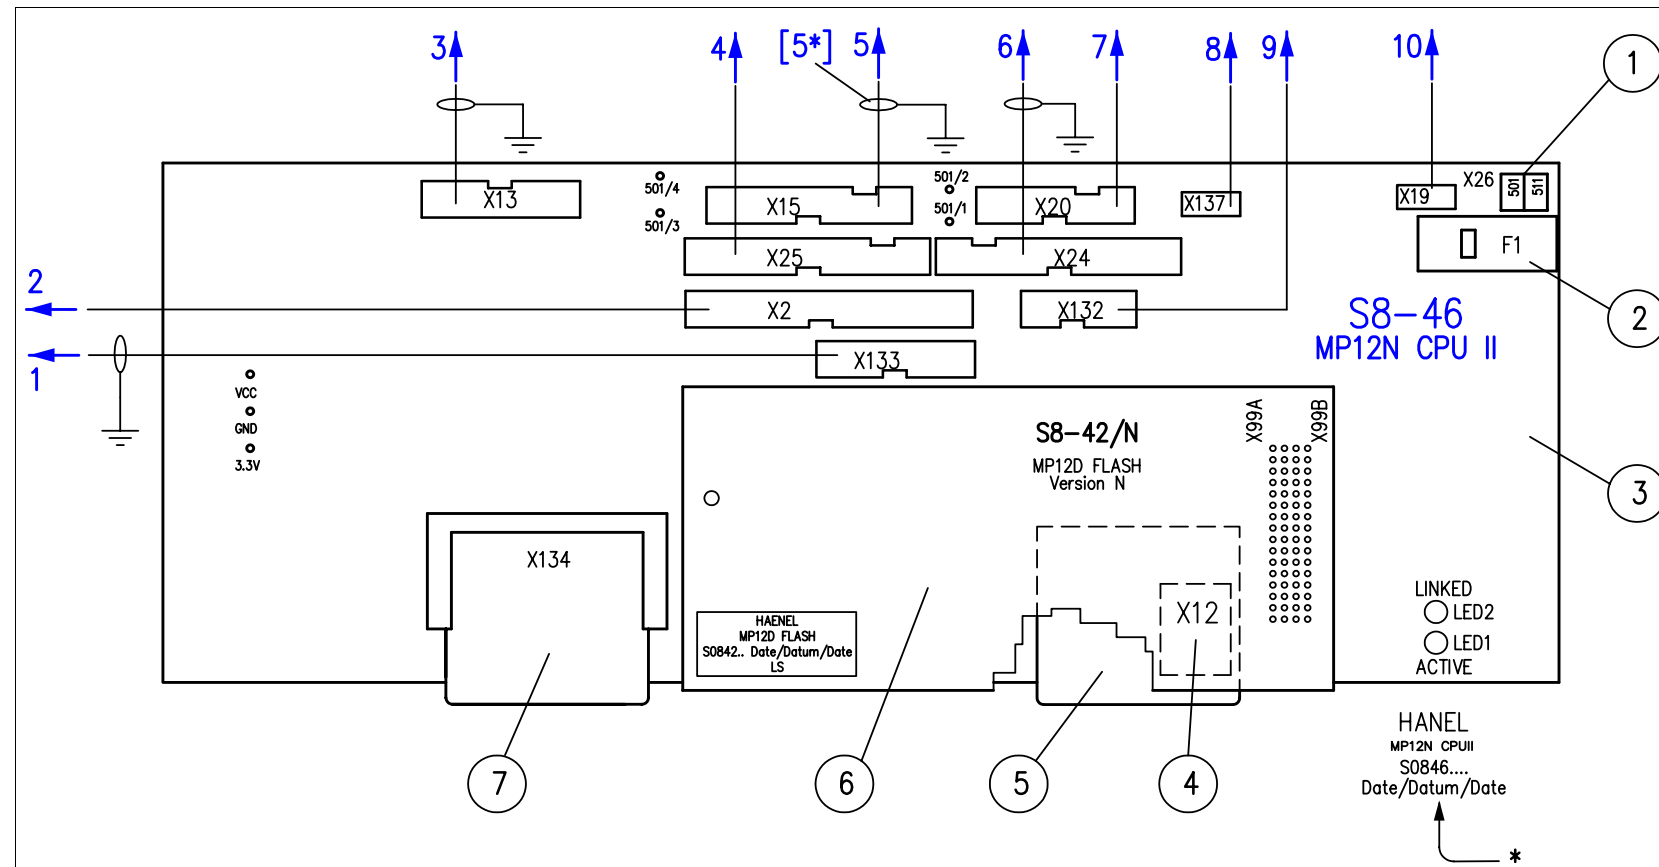 3
4
[5*]
5
6
7
8
9
10
1
X13
501/4
501/3
X15
501/2
501/1
X20
X137
X19
X26
501
511
X25
X24
F1
2
X2
X132
S8-46
MP12N CPU II
2
1
X133
VCC
GND
3.3V
S8-42/N
MP12D FLASH
Version N
X99A
X99B
3
X134
X12
HAENEL
MP12D FLASH
S0842.. Date/Datum/Date
LS
LINKED
LED2
LED1
ACTIVE
7
6
5
4
HANEL
MP12N CPUII
S0846....
Date/Datum/Date
*